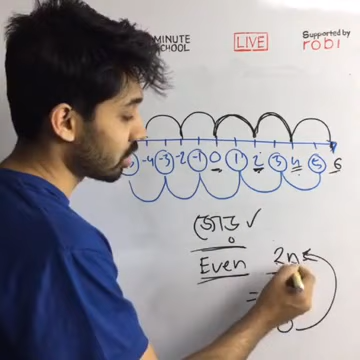 MINUTE SCHOOL
LIVE
Supported by
robi
-4 -3 -2 -1 0 1 2 3 4 5 6
জোড় ✓
Even
2n
=
0